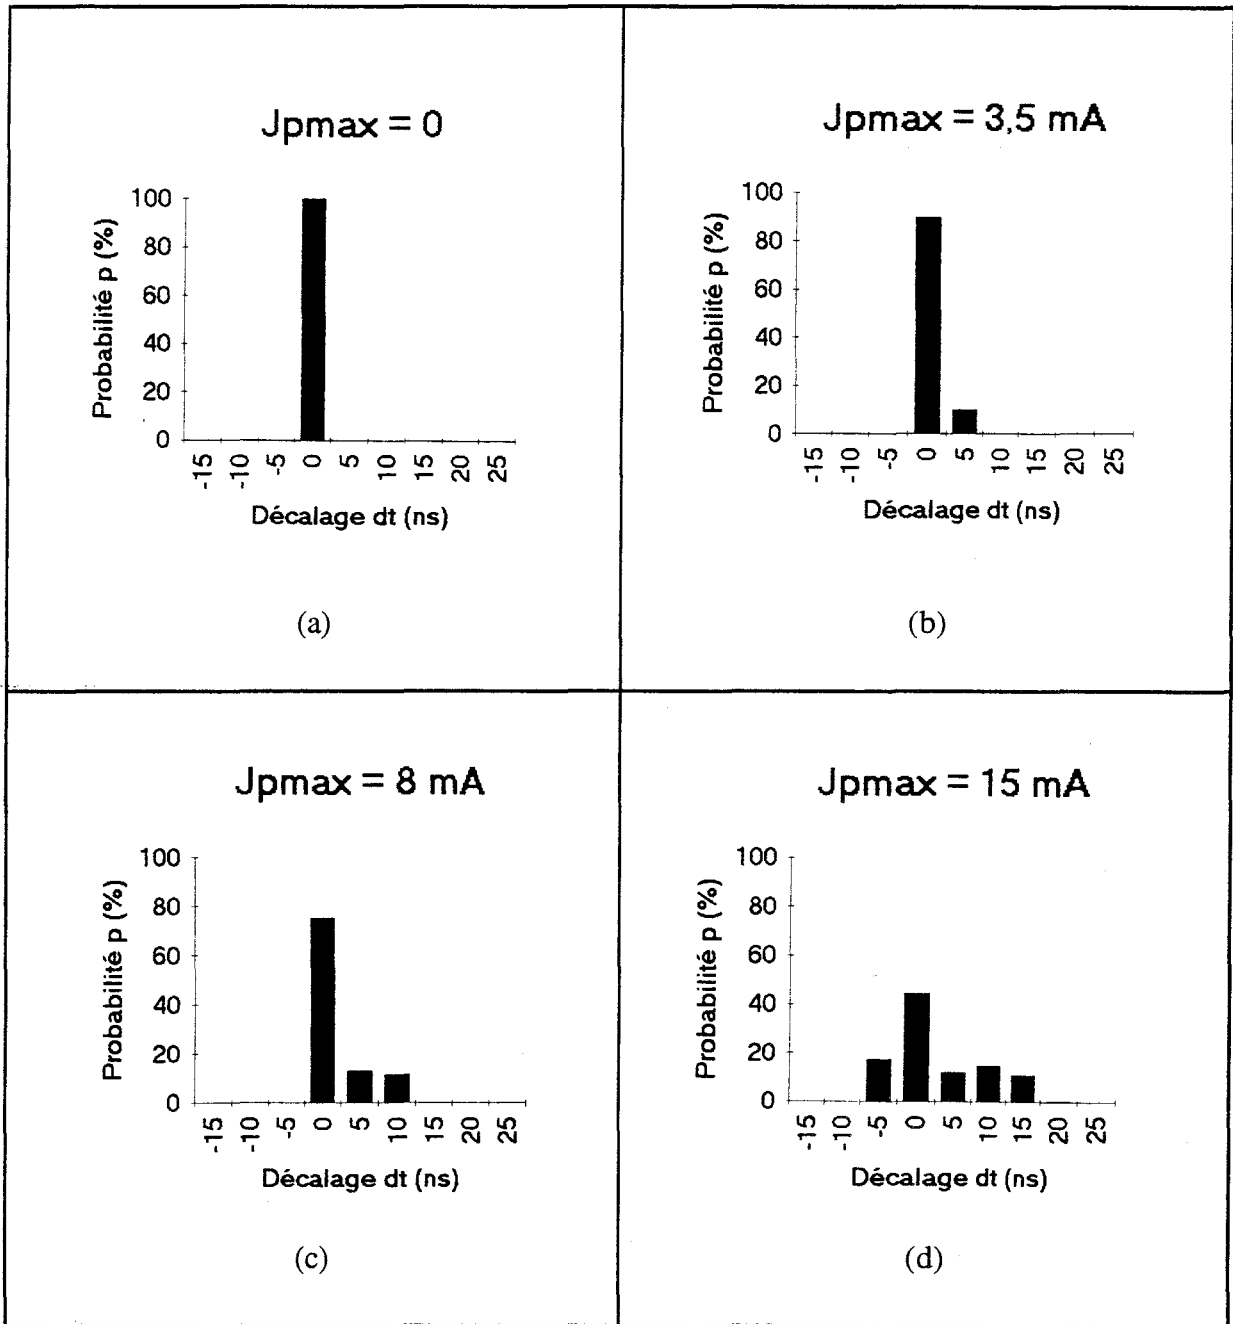 Jpmax = 0
Probabilité p (%)
100
80
60
40
20
0
-15 -10 -5 0 5 10 15 20 25
Décalage dt (ns)
(a)
Jpmax = 3,5 mA
Probabilité p (%)
100
80
60
40
20
0
-15 -10 -5 0 5 10 15 20 25
Décalage dt (ns)
(b)
Jpmax = 8 mA
Probabilité p (%)
100
80
60
40
20
0
-15 -10 -5 0 5 10 15 20 25
Décalage dt (ns)
(c)
Jpmax = 15 mA
Probabilité p (%)
100
80
60
40
20
0
-15 -10 -5 0 5 10 15 20 25
Décalage dt (ns)
(d)